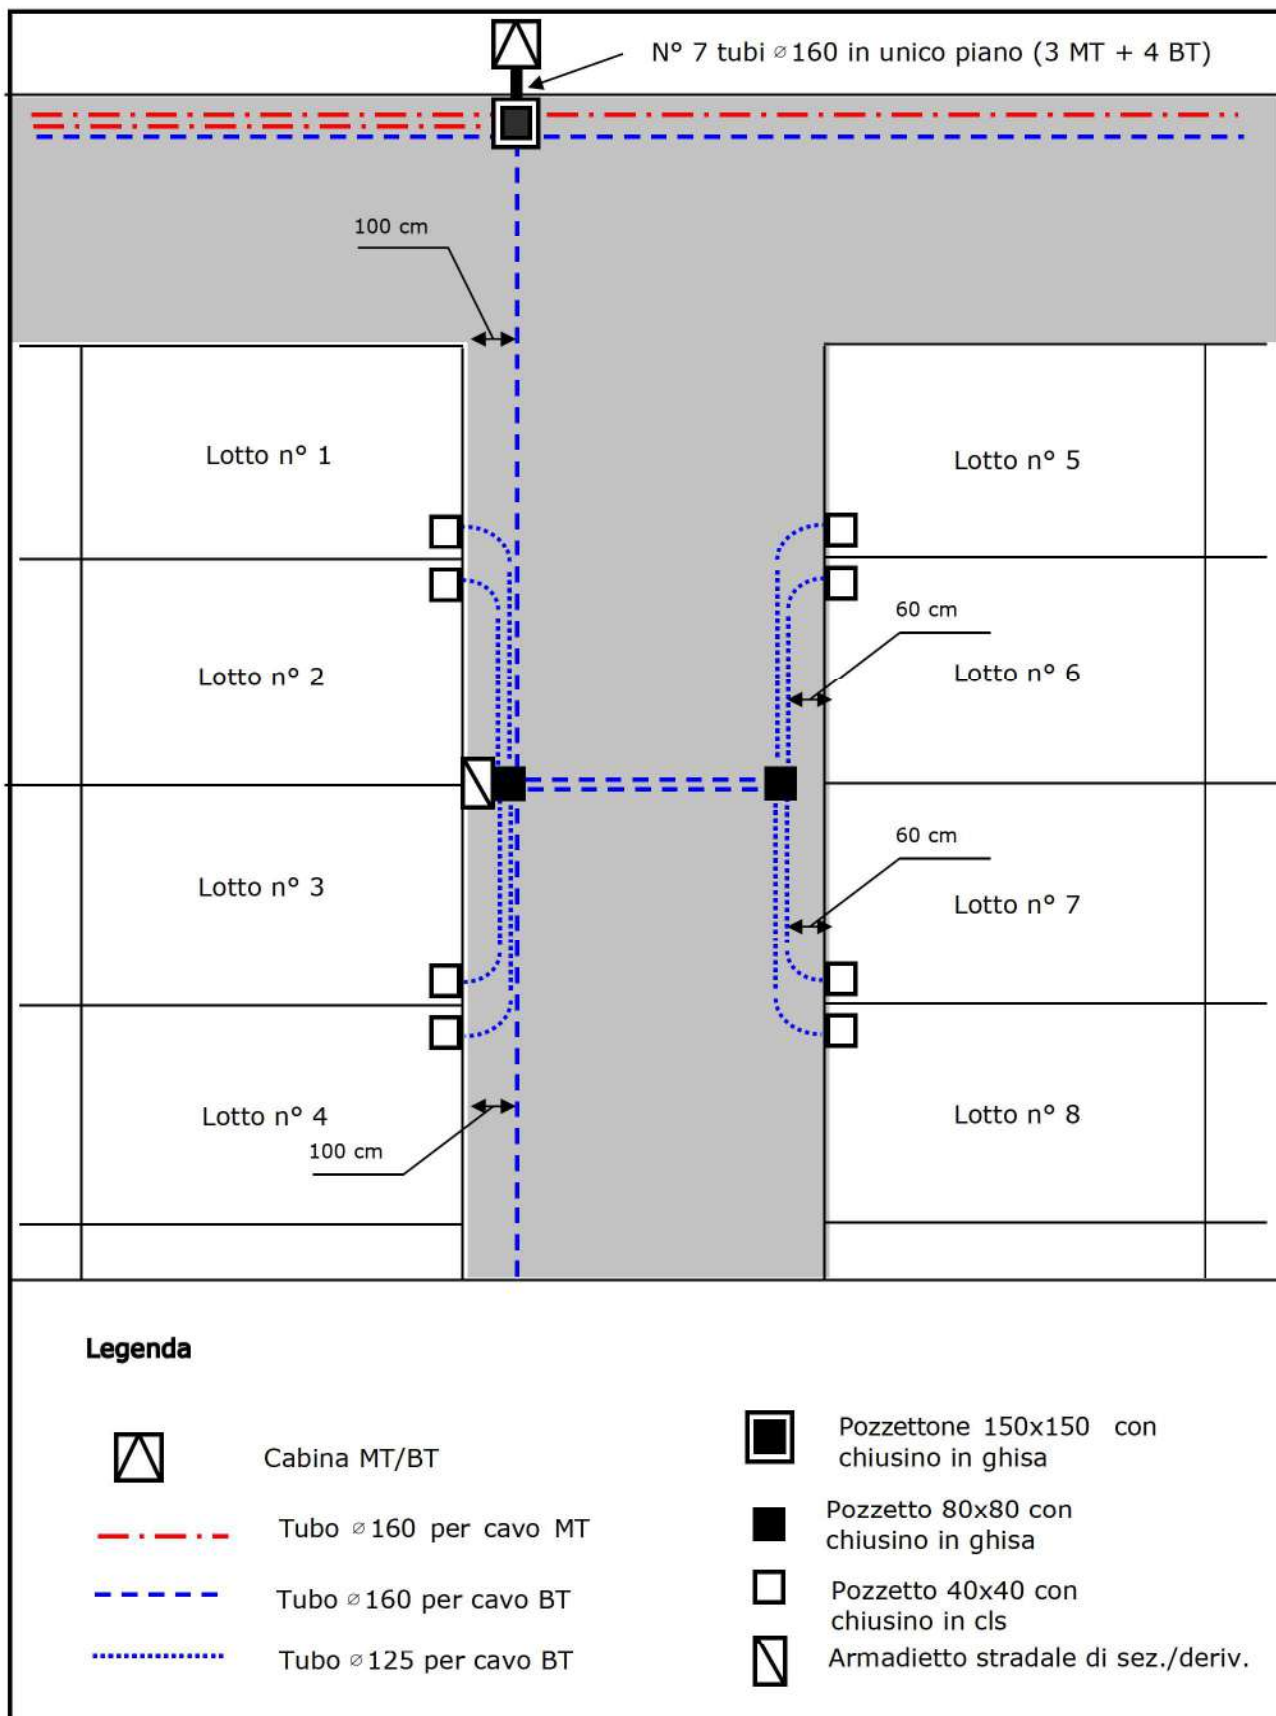 N° 7 tubi ∅160 in unico piano (3 MT + 4 BT)
100 cm
Lotto n° 1
Lotto n° 5
60 cm
Lotto n° 2
Lotto n° 6
60 cm
Lotto n° 3
Lotto n° 7
Lotto n° 4
Lotto n° 8
100 cm
Legenda
Cabina MT/BT
Tubo ∅160 per cavo MT
Tubo ∅160 per cavo BT
Tubo ∅125 per cavo BT
Pozzettone 150x150 con
chiusino in ghisa
Pozzetto 80x80 con
chiusino in ghisa
Pozzetto 40x40 con
chiusino in cls
Armadietto stradale di sez./deriv.